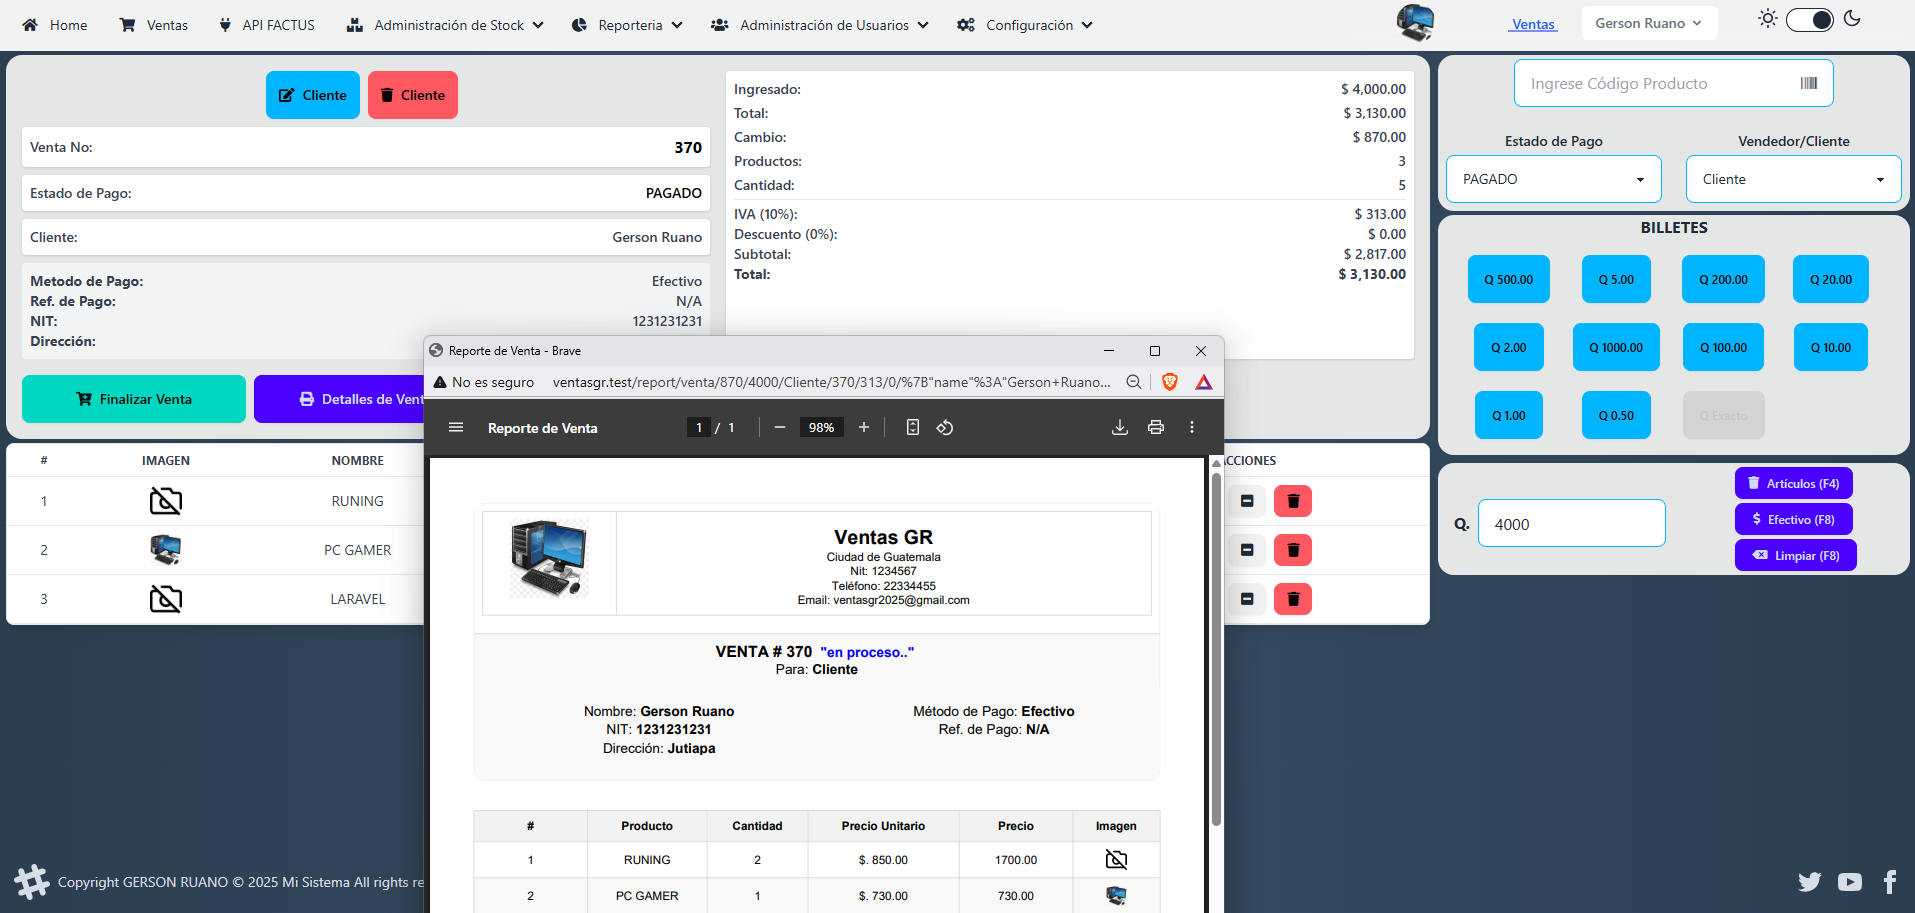 Home
Ventas
API FACTUS
Administración de Stock
Reporteria
Administración de Usuarios
Configuración
Ventas
Gerson Ruano
Cliente
Cliente
Venta No: 370
Estado de Pago: PAGADO
Cliente: Gerson Ruano
Metodo de Pago: Efectivo
Ref. de Pago: N/A
NIT: 1231231231
Dirección:
Finalizar Venta
Detalles de Vent
Ingresado: $ 4,000.00
Total: $ 3,130.00
Cambio: $ 870.00
Productos: 3
Cantidad: 5
IVA (10%): $ 313.00
Descuento (0%): $ 0.00
Subtotal: $ 2,817.00
Total: $ 3,130.00
Ingrese Código Producto
Estado de Pago
Vendedor/Cliente
PAGADO
Cliente
BILLETES
Q 500.00
Q 5.00
Q 200.00
Q 20.00
Q 2.00
Q 1000.00
Q 100.00
Q 10.00
Q 1.00
Q 0.50
Q Exacto
Q.
4000
Artículos (F4)
Efectivo (F8)
Limpiar (F8)
# IMAGEN NOMBRE CCIONES
1 RUNING
2 PC GAMER
3 LARAVEL
Reporte de Venta - Brave
No es seguro ventasgr.test/report/venta/870/4000/Cliente/370/313/0/%7B"name"%3A"Gerson+Ruano...
Reporte de Venta
1 / 1
98%
Ventas GR
Ciudad de Guatemala
Nit: 1234567
Teléfono: 22334455
Email: ventasgr2025@gmail.com
VENTA # 370 "en proceso.."
Para: Cliente
Nombre: Gerson Ruano
NIT: 1231231231
Dirección: Jutiapa
Método de Pago: Efectivo
Ref. de Pago: N/A
# Producto Cantidad Precio Unitario Precio Imagen
1 RUNING 2 $. 850.00 1700.00
2 PC GAMER 1 $. 730.00 730.00
Copyright GERSON RUANO © 2025 Mi Sistema All rights re